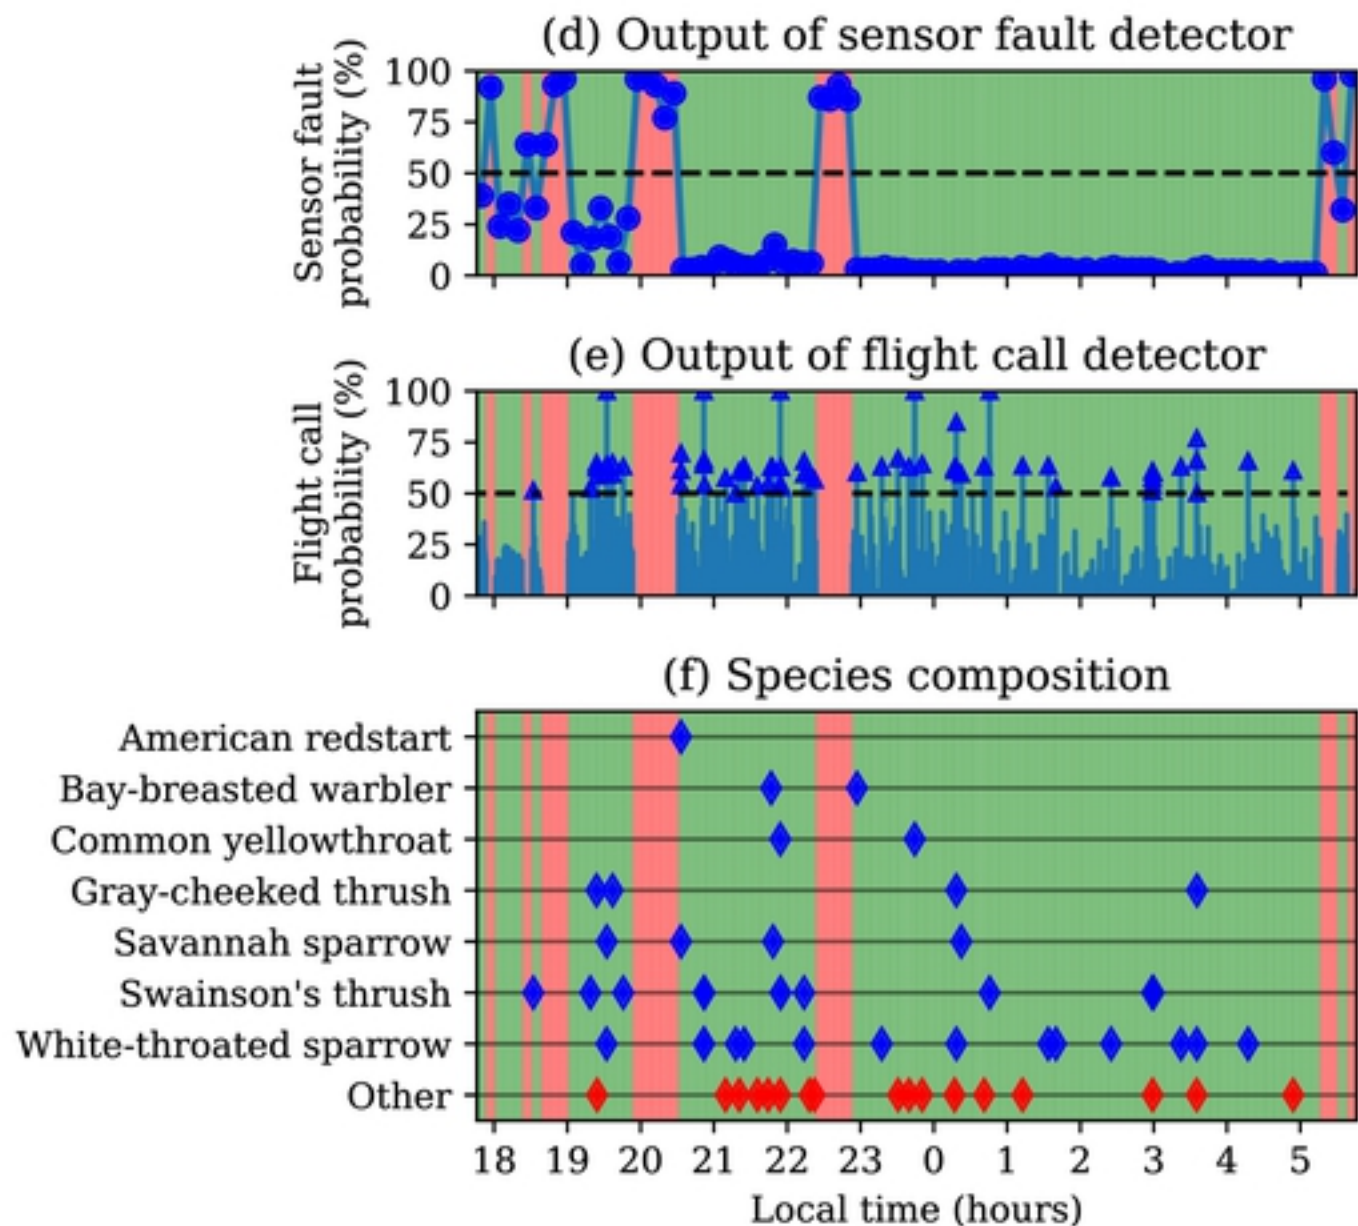 (d) Output of sensor fault detector
Sensor fault
probability (%)
100
75
50
25
0
(e) Output of flight call detector
Flight call
probability (%)
100
75
50
25
0
(f) Species composition
American redstart
Bay-breasted warbler
Common yellowthroat
Gray-cheeked thrush
Savannah sparrow
Swainson's thrush
White-throated sparrow
Other
18 19 20 21 22 23 0 1 2 3 4 5
Local time (hours)